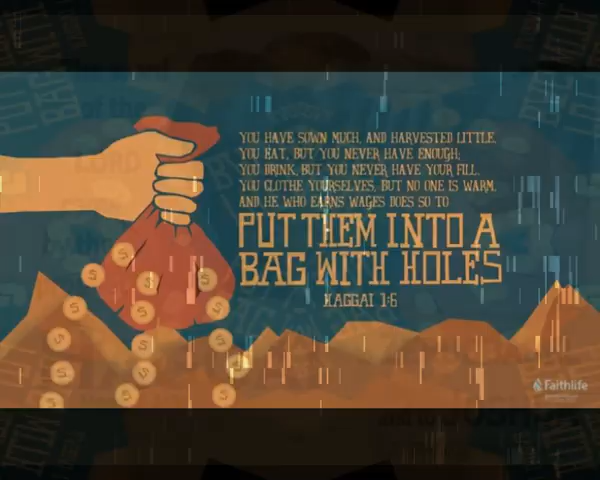 YOU HAVE SOWN MUCH, AND HARVESTED LITTLE.
YOU EAT, BUT YOU NEVER HAVE ENOUGH;
YOU DRINK, BUT YOU NEVER HAVE YOUR FILL.
YOU CLOTHE YOURSELVES, BUT NO ONE IS WARM.
AND HE WHO EARNS WAGES DOES SO TO
PUT THEM INTO A
BAG WITH HOLES
HAGGAI 1:6
Faithlife